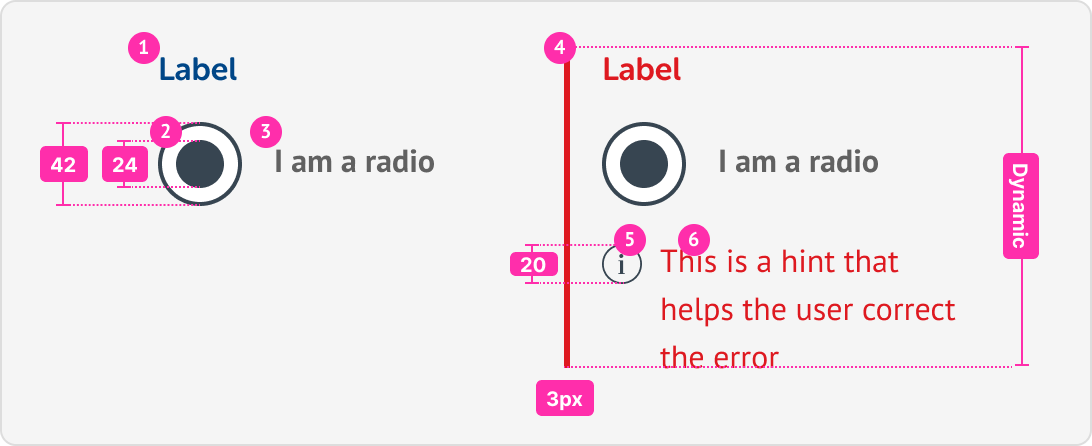 1
Label
2
3
42
24
I am a radio
4
Label
I am a radio
Dynamic
5
6
20
i
This is a hint that
helps the user correct
the error
3px